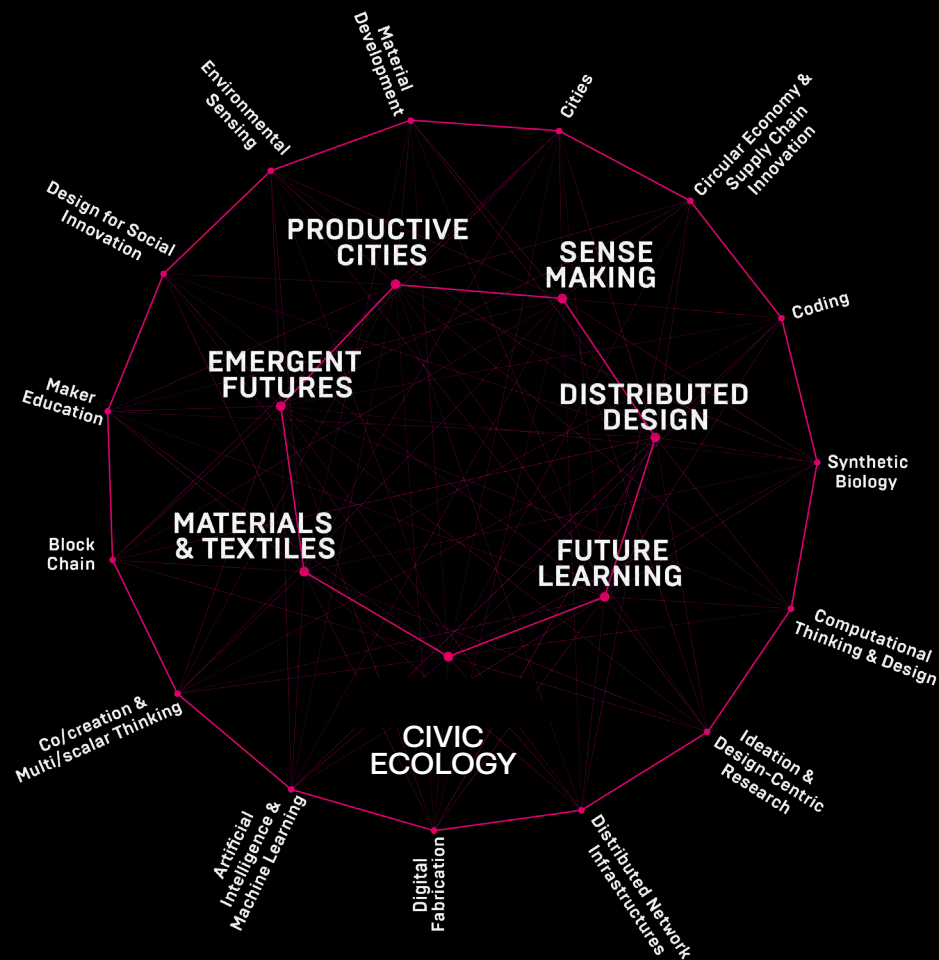 Material
Development
Cities
Circular Economy &
Supply Chain
Innovation
Environmental
Sensing
Design for Social
Innovation
PRODUCTIVE
CITIES
SENSE
MAKING
Coding
EMERGENT
FUTURES
DISTRIBUTED
DESIGN
Maker
Education
Synthetic
Biology
MATERIALS
& TEXTILES
Block
Chain
FUTURE
LEARNING
Computational
Thinking & Design
Co/creation &
Multi/scalar Thinking
CIVIC
ECOLOGY
Ideation &
Design-Centric
Research
Artificial
Intelligence &
Machine Learning
Digital
Fabrication
Distributed Network
Infrastructures